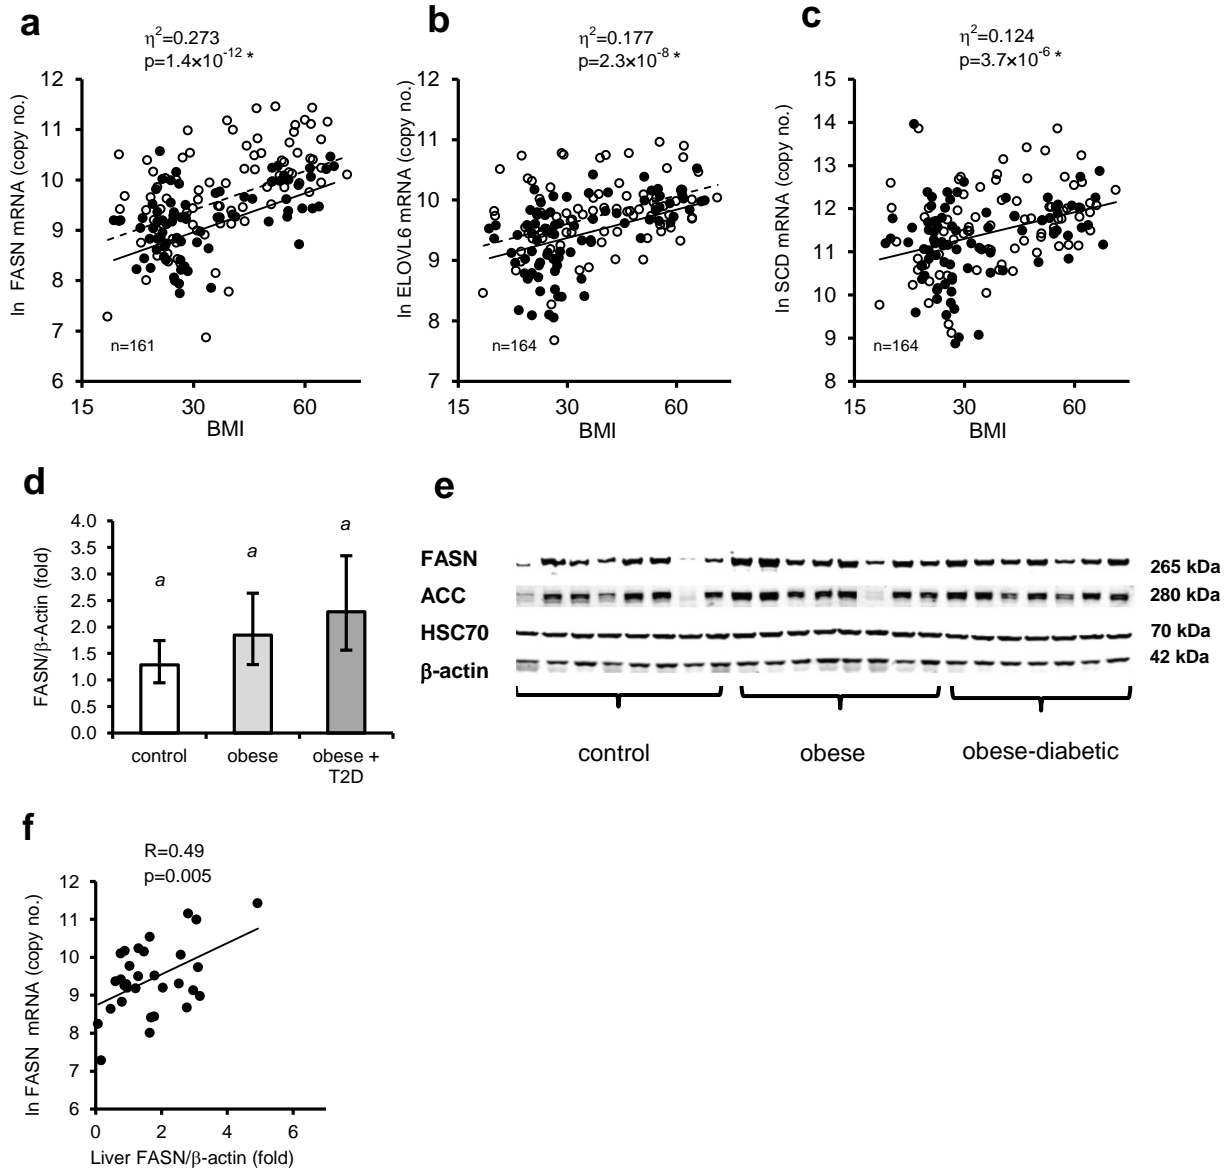 a
η²=0.273
p=1.4×10⁻¹² *
ln FASN mRNA (copy no.)
12
11
10
9
8
7
6
n=161
15
30
60
BMI
b
η²=0.177
p=2.3×10⁻⁸ *
ln ELOVL6 mRNA (copy no.)
12
11
10
9
8
7
n=164
15
30
60
BMI
c
η²=0.124
p=3.7×10⁻⁶ *
ln SCD mRNA (copy no.)
15
14
13
12
11
10
9
8
n=164
15
30
60
BMI
d
FASN/β-Actin (fold)
4.0
3.5
3.0
2.5
2.0
1.5
1.0
0.5
0.0
a
a
a
control
obese
obese +
T2D
e
FASN
265 kDa
ACC
280 kDa
HSC70
70 kDa
β-actin
42 kDa
control
obese
obese-diabetic
f
R=0.49
p=0.005
ln FASN mRNA (copy no.)
12
11
10
9
8
7
6
0
2
4
6
Liver FASN/β-actin (fold)